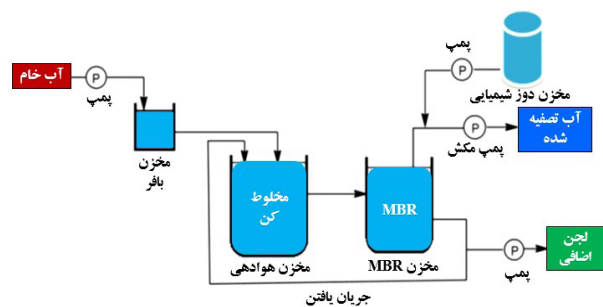 آب خام
P
پمپ
مخزن
بافر
مخلوط
کن
مخزن هوادهی
MBR
مخزن MBR
پمپ
P
مخزن دوز شیمیایی
P
پمپ مکش
آب تصفیه
شده
P
پمپ
لجن
اضافی
جریان یافتن